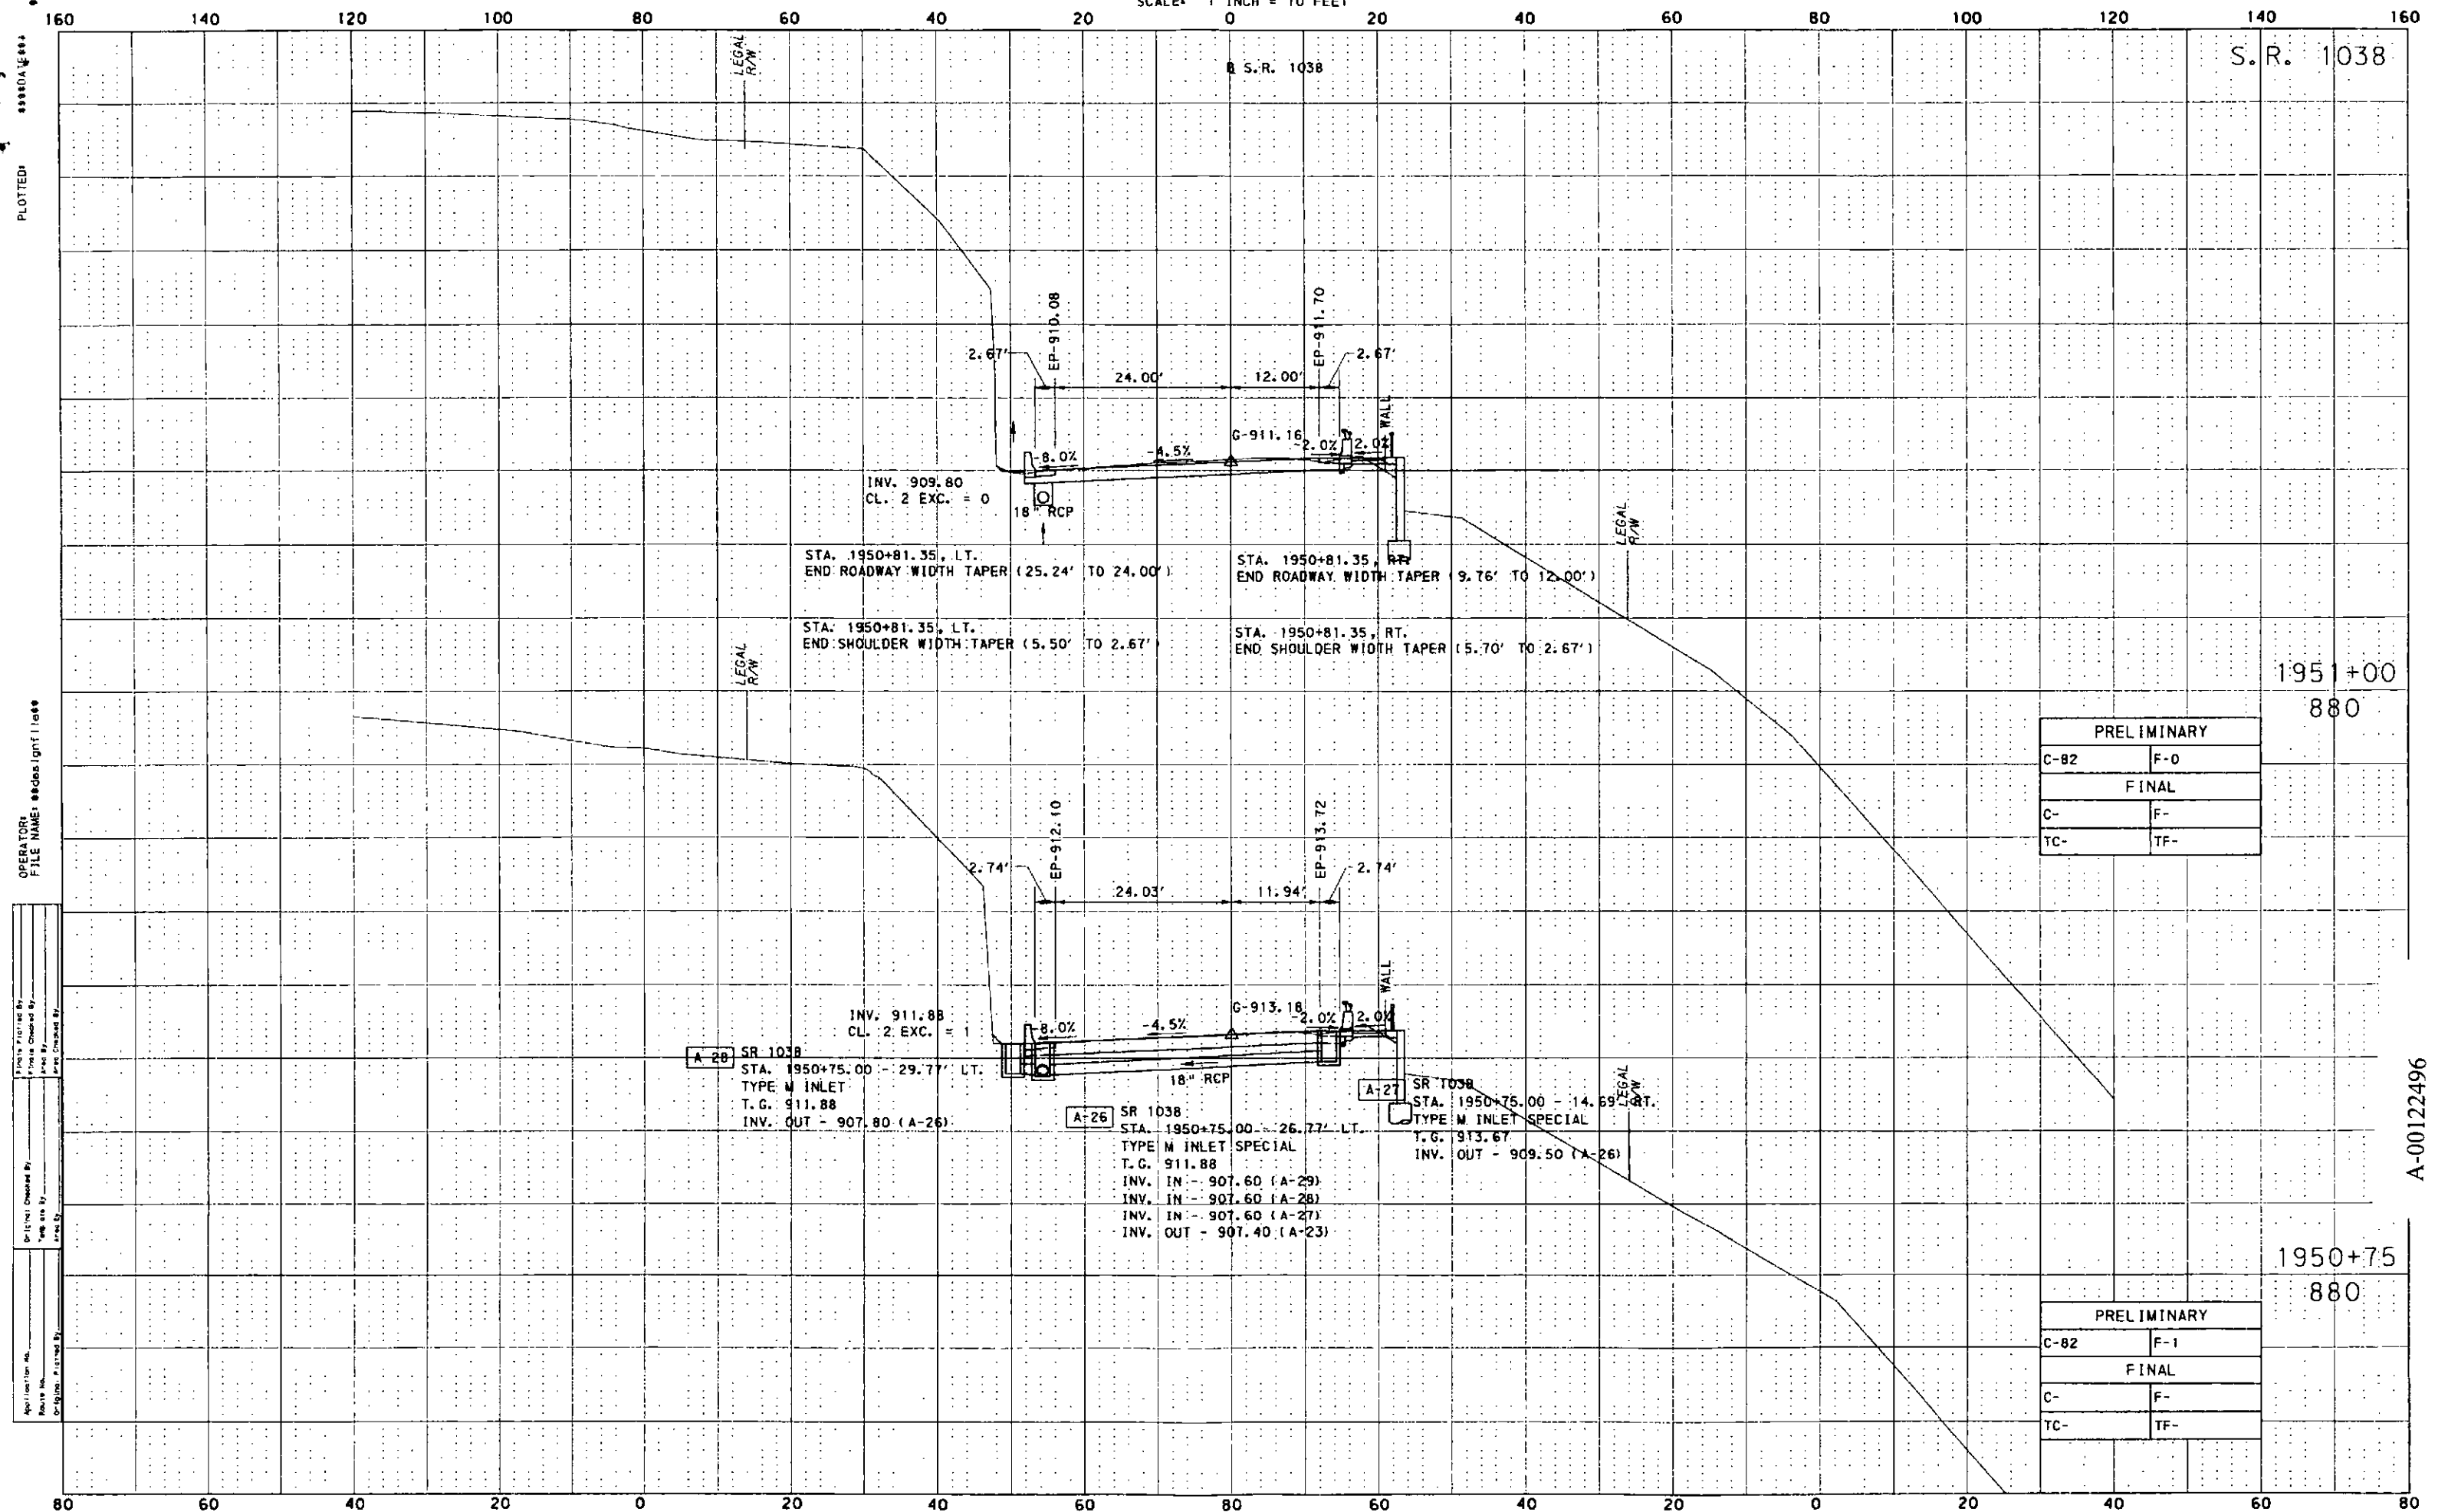 SCALE: 1 INCH = 10 FEET
160 140 120 100 80 60 40 20 0 20 40 60 80 100 120 140 160
S.R. 1038
LEGAL R/W
S.R. 1038
PLOTTED:
2.67'
EP-910.08
24.00'
12.00'
EP-911.70
2.67'
WALL
-8.0%
-4.5%
G-911.16
-2.0%
2.0%
INV. 909.80
CL. 2 EXC. = 0
18" RCP
LEGAL R/W
STA. 1950+81.35, LT.
END ROADWAY WIDTH TAPER (25.24' TO 24.00')
STA. 1950+81.35, RT.
END ROADWAY WIDTH TAPER (9.76' TO 12.00')
STA. 1950+81.35, LT.
END SHOULDER WIDTH TAPER (5.50' TO 2.67')
STA. 1950+81.35, RT.
END SHOULDER WIDTH TAPER (5.70' TO 2.67')
1951+00
880
PRELIMINARY
C-82 F-0
FINAL
C- F-
TC- TF-
LEGAL R/W
OPERATOR:
FILE NAME:
2.74'
EP-912.10
24.03'
11.94'
EP-913.72
2.74'
WALL
-8.0%
-4.5%
G-913.18
-2.0%
2.0%
INV. 911.88
CL. 2 EXC. = 1
18" RCP
A-28 SR 1038
STA. 1950+75.00 - 29.77' LT.
TYPE M INLET
T.G. 911.88
INV. OUT - 907.80 (A-26)
A-26 SR 1038
STA. 1950+75.00 - 26.77' LT.
TYPE M INLET SPECIAL
T.G. 911.88
INV. IN - 907.60 (A-29)
INV. IN - 907.60 (A-28)
INV. IN - 907.60 (A-27)
INV. OUT - 907.40 (A-23)
A-27 SR 1038
STA. 1950+75.00 - 14.69' RT.
TYPE M INLET SPECIAL
T.G. 913.67
INV. OUT - 909.50 (A-26)
LEGAL R/W
1950+75
880
PRELIMINARY
C-82 F-1
FINAL
C- F-
TC- TF-
A-00122496
Application No.
Route No.
80 60 40 20 0 20 40 60 80 60 40 20 0 20 40 60 80